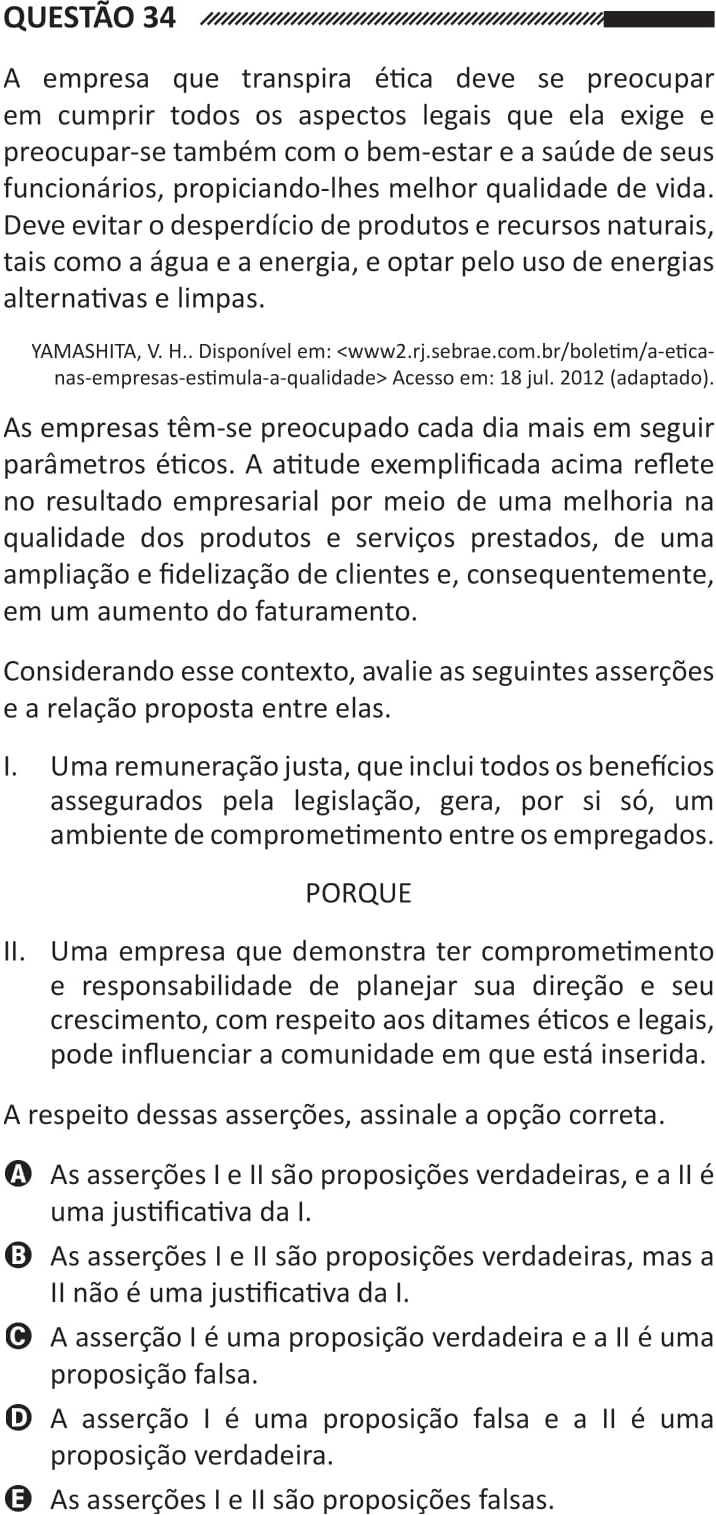 QUESTÃO 34
A empresa que transpira ética deve se preocupar
em cumprir todos os aspectos legais que ela exige e
preocupar-se também com o bem-estar e a saúde de seus
funcionários, propiciando-lhes melhor qualidade de vida.
Deve evitar o desperdício de produtos e recursos naturais,
tais como a água e a energia, e optar pelo uso de energias
alternativas e limpas.
YAMASHITA, V. H.. Disponível em: <www2.rj.sebrae.com.br/boletim/a-etica-
nas-empresas-estimula-a-qualidade> Acesso em: 18 jul. 2012 (adaptado).
As empresas têm-se preocupado cada dia mais em seguir
parâmetros éticos. A atitude exemplificada acima reflete
no resultado empresarial por meio de uma melhoria na
qualidade dos produtos e serviços prestados, de uma
ampliação e fidelização de clientes e, consequentemente,
em um aumento do faturamento.
Considerando esse contexto, avalie as seguintes asserções
e a relação proposta entre elas.
I. Uma remuneração justa, que inclui todos os benefícios
assegurados pela legislação, gera, por si só, um
ambiente de comprometimento entre os empregados.
PORQUE
II. Uma empresa que demonstra ter comprometimento
e responsabilidade de planejar sua direção e seu
crescimento, com respeito aos ditames éticos e legais,
pode influenciar a comunidade em que está inserida.
A respeito dessas asserções, assinale a opção correta.
A As asserções I e II são proposições verdadeiras, e a II é
uma justificativa da I.
B As asserções I e II são proposições verdadeiras, mas a
II não é uma justificativa da I.
C A asserção I é uma proposição verdadeira e a II é uma
proposição falsa.
D A asserção I é uma proposição falsa e a II é uma
proposição verdadeira.
E As asserções I e II são proposições falsas.